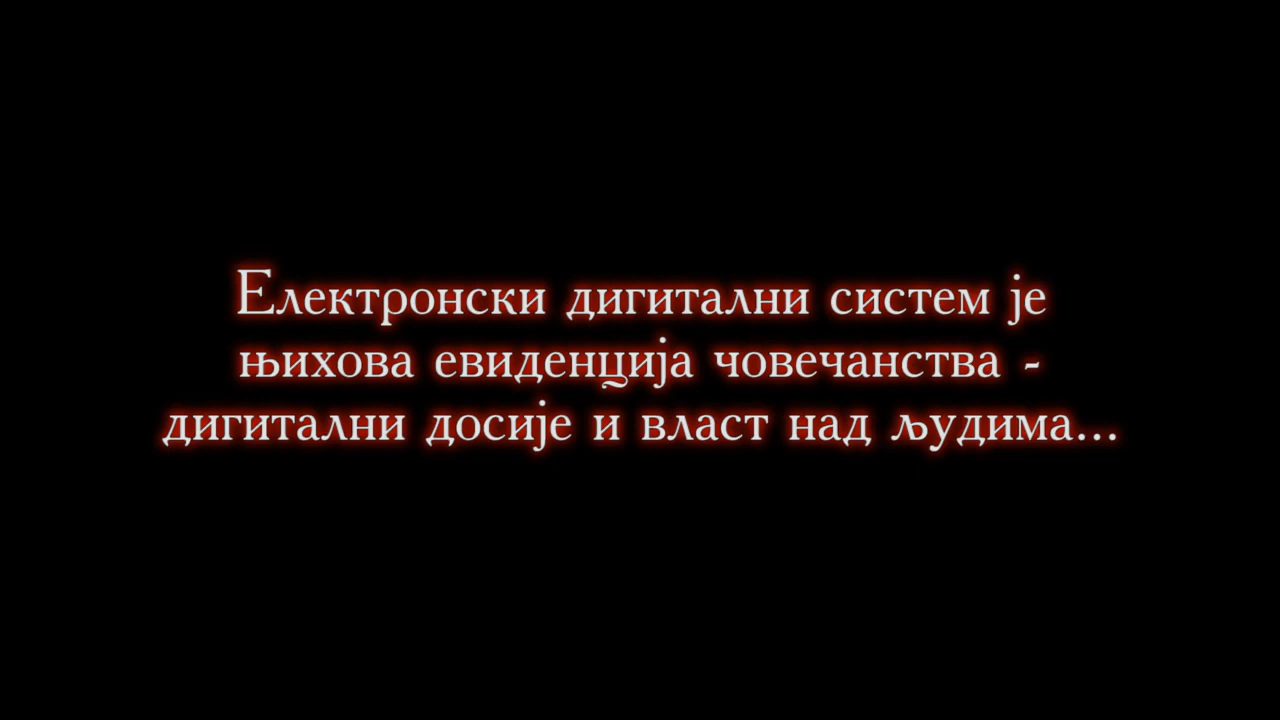 Електронски дигитални систем је
њихова евиденција човечанства -
дигитални досије и власт над људима...